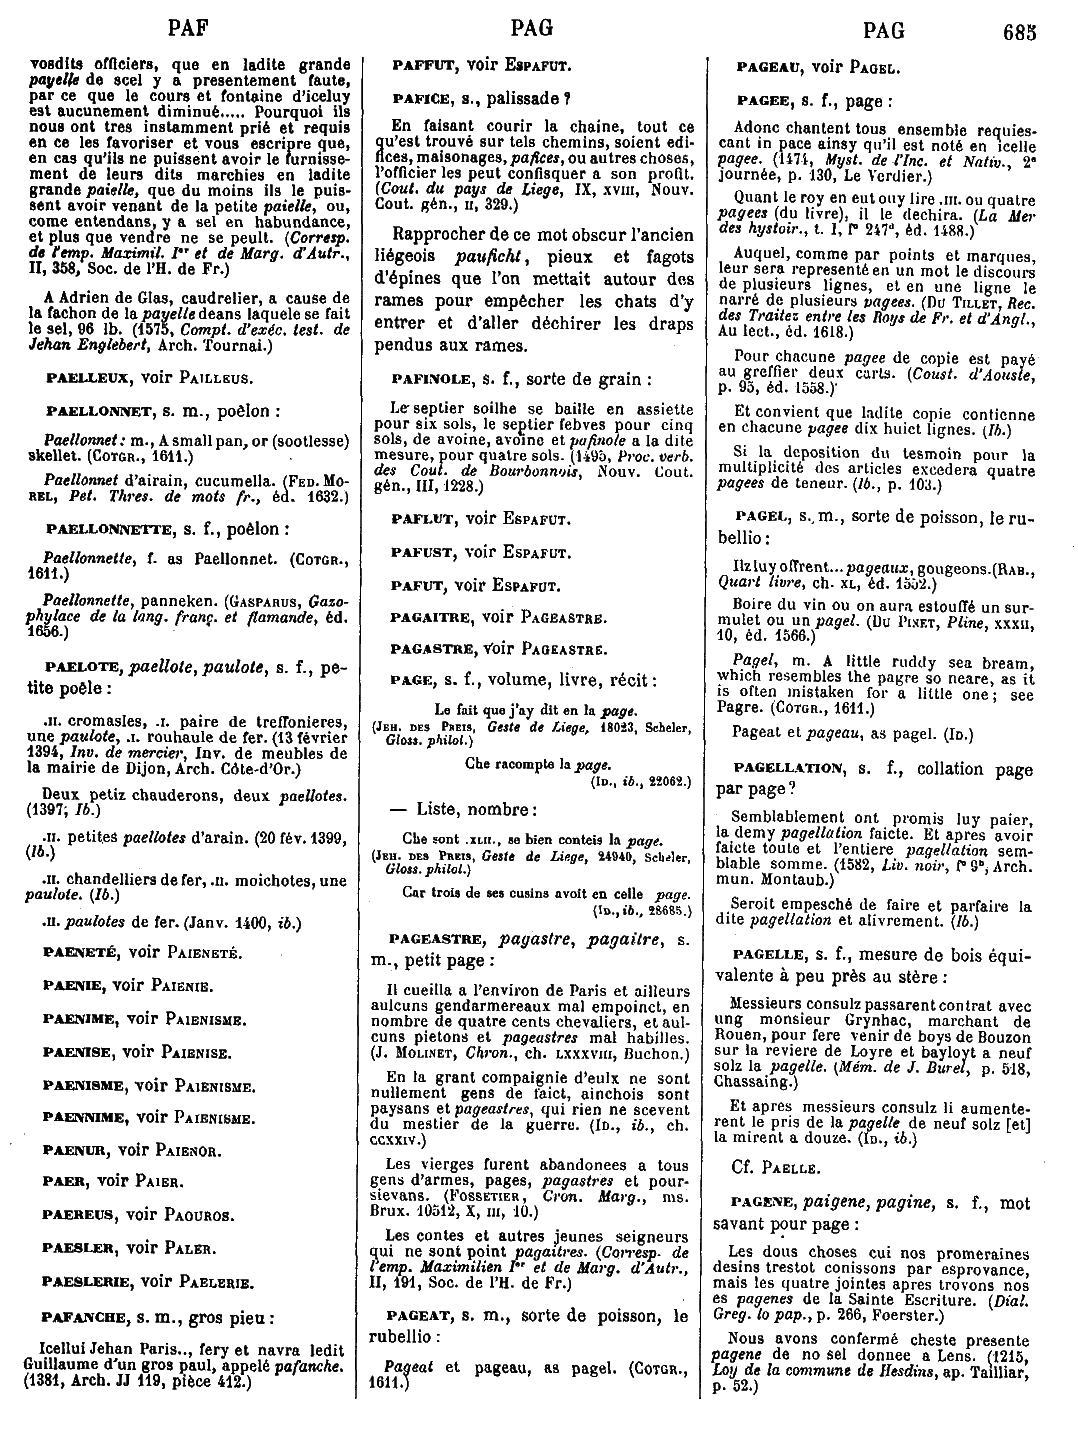 PAF
PAG
PAG
685
vosdits officiers, que en ladite grande
payelle de scel y a presentement faute,
par ce que le cours et fontaine d'iceluy
est aucunement diminué..... Pourquoi ils
nous ont tres instamment prié et requis
en ce les favoriser et vous escripre que,
en cas qu'ils ne puissent avoir le furnisse-
ment de leurs dits marchies en ladite
grande paielle, que du moins ils le puis-
sent avoir venant de la petite paielle, ou,
come entendans, y a sel en habundance,
et plus que vendre ne se peult. (Corresp.
de l'emp. Maximil. Ier et de Marg. d'Autr.,
II, 358, Soc. de l'H. de Fr.)
A Adrien de Glas, caudrelier, a cause de
la fachon de la payelle deans laquele se fait
le sel, 96 lb. (1575, Compt. d'exéc. test. de
Jehan Englebert, Arch. Tournai.)
PAELLEUX, voir PAILLEUS.
PAELLONNET, s. m., poêlon :
Paellonnet : m., A small pan, or (sootlesse)
skellet. (COTGR., 1611.)
Paellonnet d'airain, cucumella. (FED. MO-
REL, Pet. Thres. de mots fr., éd. 1632.)
PAELLONNETTE, s. f., poêlon :
Paellonnette, f. as Paellonnet. (COTGR.,
1611.)
Paellonnette, panneken. (GASPARUS, Gazo-
phylace de la lang. franç. et flamande, éd.
1656.)
PAELOTE, paellote, paulote, s. f., pe-
tite poêle :
.II. cromasles, .I. paire de treffonieres,
une paulote, .I. rouhaule de fer. (13 février
1394, Inv. de mercier, Inv. de meubles de
la mairie de Dijon, Arch. Côte-d'Or.)
Deux petiz chauderons, deux paellotes.
(1397, Ib.)
.II. petites paellotes d'arain. (20 fév. 1399,
(Ib.)
.II. chandelliers de fer, .II. moichotes, une
paulote. (Ib.)
.II. paulotes de fer. (Janv. 1400, ib.)
PAENETÉ, voir PAIENETÉ.
PAENIE, voir PAIENIE.
PAENIME, voir PAIENISME.
PAENISE, voir PAIENISE.
PAENISME, voir PAIENISME.
PAENNIME, voir PAIENISME.
PAENUR, voir PAIENOR.
PAER, voir PAIER.
PAEREUS, voir PAOUROS.
PAESLER, voir PALER.
PAESLERIE, voir PAELERIE.
PAFANCHE, s. m., gros pieu :
Icellui Jehan Paris.., fery et navra ledit
Guillaume d'un gros paul, appelé pafanche.
(1381, Arch. JJ 119, pièce 412.)
PAFFUT, voir ESPAFUT.
PAFICE, s., palissade ?
En faisant courir la chaine, tout ce
qu'est trouvé sur tels chemins, soient edi-
fices, maisonages, pafices, ou autres choses,
l'officier les peut confisquer a son profit.
(Cout. du pays de Liege, IX, XVIII, Nouv.
Cout. gén., II, 329.)
Rapprocher de ce mot obscur l'ancien
liégeois pauficht, pieux et fagots
d'épines que l'on mettait autour des
rames pour empêcher les chats d'y
entrer et d'aller déchirer les draps
pendus aux rames.
PAFINOLE, s. f., sorte de grain :
Le septier soilhe se baille en assiette
pour six sols, le septier febves pour cinq
sols, de avoine, avoine et pafinole a la dite
mesure, pour quatre sols. (1495, Proc. verb.
des Cout. de Bourbonnois, Nouv. Cout.
gén., III, 1228.)
PAFLUT, voir ESPAFUT.
PAFUST, voir ESPAFUT.
PAFUT, voir ESPAFUT.
PAGAITRE, voir PAGEASTRE.
PAGASTRE, voir PAGEASTRE.
PAGE, s. f., volume, livre, récit :
Le fait que j'ay dit en la page.
(JEH. DES PREIS, Geste de Liege, 18023, Scheler,
Gloss. philol.)
Che racompte la page.
(ID., ib., 22062.)
— Liste, nombre :
Che sont .XLII., se bien conteis la page.
(JEH. DES PREIS, Geste de Liege, 24940, Scheler,
Gloss. philol.)
Car trois de ses cusins avoit en celle page.
(ID., ib., 28685.)
PAGEASTRE, pagastre, pagaitre, s.
m., petit page :
Il cueilla a l'environ de Paris et ailleurs
aulcuns gendarmereaux mal empoinct, en
nombre de quatre cents chevaliers, et aul-
cuns pietons et pageastres mal habilles.
(J. MOLINET, Chron., ch. LXXXVIII, Buchon.)
En la grant compaignie d'eulx ne sont
nullement gens de faict, ainchois sont
paysans et pageastres, qui rien ne scevent
du mestier de la guerre. (ID., ib., ch.
CCXXIV.)
Les vierges furent abandonees a tous
gens d'armes, pages, pagastres et pour-
sievans. (FOSSETIER, Cron. Marg., ms.
Brux. 10512, X, III, 10.)
Les contes et autres jeunes seigneurs
qui ne sont point pagaitres. (Corresp. de
l'emp. Maximilien Ier et de Marg. d'Autr.,
II, 191, Soc. de l'H. de Fr.)
PAGEAT, s. m., sorte de poisson, le
rubellio :
Pageat et pageau, as pagel. (COTGR.,
1611.)
PAGEAU, voir PAGEL.
PAGEE, s. f., page :
Adonc chantent tous ensemble requies-
cant in pace ainsy qu'il est noté en icelle
pagee. (1474, Myst. de l'Inc. et Nativ., 2e
journée, p. 130, Le Verdier.)
Quant le roy en eut ouy lire .III. ou quatre
pagees (du livre), il le dechira. (La Mer
des hystoir., t. I, f° 247d, éd. 1488.)
Auquel, comme par points et marques,
leur sera representé en un mot le discours
de plusieurs lignes, et en une ligne le
narré de plusieurs pagees. (DU TILLET, Rec.
des Traitez entre les Roys de Fr. et d'Angl.,
Au lect., éd. 1618.)
Pour chacune pagee de copie est payé
au greffier deux carts. (Coust. d'Aouste,
p. 95, éd. 1558.)
Et convient que ladite copie contienne
en chacune pagee dix huict lignes. (Ib.)
Si la deposition du tesmoin pour la
multiplicité des articles excedera quatre
pagees de teneur. (Ib., p. 103.)
PAGEL, s. m., sorte de poisson, le ru-
bellio :
Ilz luy offrent... pageaux, gougeons. (RAB.,
Quart livre, ch. XL, éd. 1552.)
Boire du vin ou on aura estouffé un sur-
mulet ou un pagel. (DU PINET, Pline, XXXII,
10, éd. 1566.)
Pagel, m. A little ruddy sea bream,
which resembles the pagre so neare, as it
is often mistaken for a little one ; see
Pagre. (COTGR., 1611.)
Pageat et pageau, as pagel. (ID.)
PAGELLATION, s. f., collation page
par page ?
Semblablement ont promis luy paier,
la demy pagellation faicte. Et apres avoir
faicte toute et l'entiere pagellation sem-
blable somme. (1582, Liv. noir, f° 9b, Arch.
mun. Montaub.)
Seroit empesché de faire et parfaire la
dite pagellation et alivrement. (Ib.)
PAGELLE, s. f., mesure de bois équi-
valente à peu près au stère :
Messieurs consulz passarent contrat avec
ung monsieur Grynhac, marchant de
Rouen, pour fere venir de boys de Bouzon
sur la reviere de Loyre et bayloyt a neuf
solz la pagelle. (Mém. de J. Burel, p. 518,
Chassaing.)
Et apres messieurs consulz li aumente-
rent le pris de la pagelle de neuf solz [et]
la mirent a douze. (ID., ib.)
Cf. PAELLE.
PAGENE, paigene, pagine, s. f., mot
savant pour page :
Les dous choses cui nos promeraines
desins trestot conissons par esprovance,
mais les quatre jointes apres trovons nos
es pagenes de la Sainte Escriture. (Dial.
Greg. lo pap., p. 266, Foerster.)
Nous avons confermé cheste presente
pagene de no sel donnee a Lens. (1215,
Loy de la commune de Hesdins, ap. Tailliar,
p. 52.)